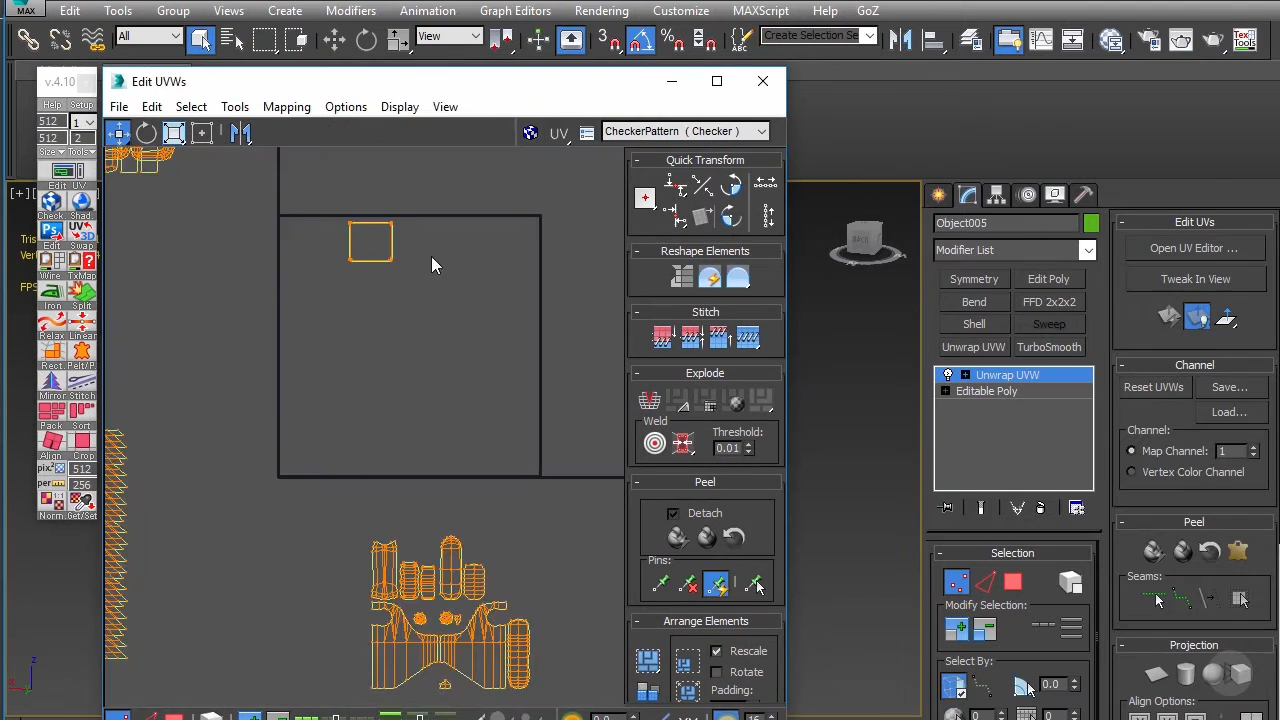 MAX Edit Tools Group Views Create Modifiers Animation Graph Editors Rendering Customize MAXScript Help GoZ
All View 3 % Create Selection Se TEXT TOOLS
v.4.10
Edit UVWs
Help Setup
File Edit Select Tools Mapping Options Display View
512 1
512 2
UV CheckerPattern ( Checker )
Size Tools
Edit UV
Check. Shad.
Edit Swap
Wire TxMap
Iron Split
Relax Linear
Rect. Pelt/P.
Mirror Stitch
Pack Sort
Align Crop
pix.² 512
per 256
Norm. Get/Set
[+]
Tris
Ver
FPS
BACK
z
Quick Transform
Reshape Elements
Stitch
Explode
Weld
Threshold:
0.01
Peel
Detach
Pins:
Arrange Elements
Rescale
Rotate
Padding:
Object005
Modifier List
Symmetry Edit Poly
Bend FFD 2x2x2
Shell Sweep
Unwrap UVW TurboSmooth
Unwrap UVW
Editable Poly
Selection
Modify Selection:
Select By:
0.0
Edit UVs
Open UV Editor ...
Tweak In View
Channel
Reset UVWs Save...
Load...
Channel:
Map Channel: 1
Vertex Color Channel
Peel
Seams:
Projection
Align Options: